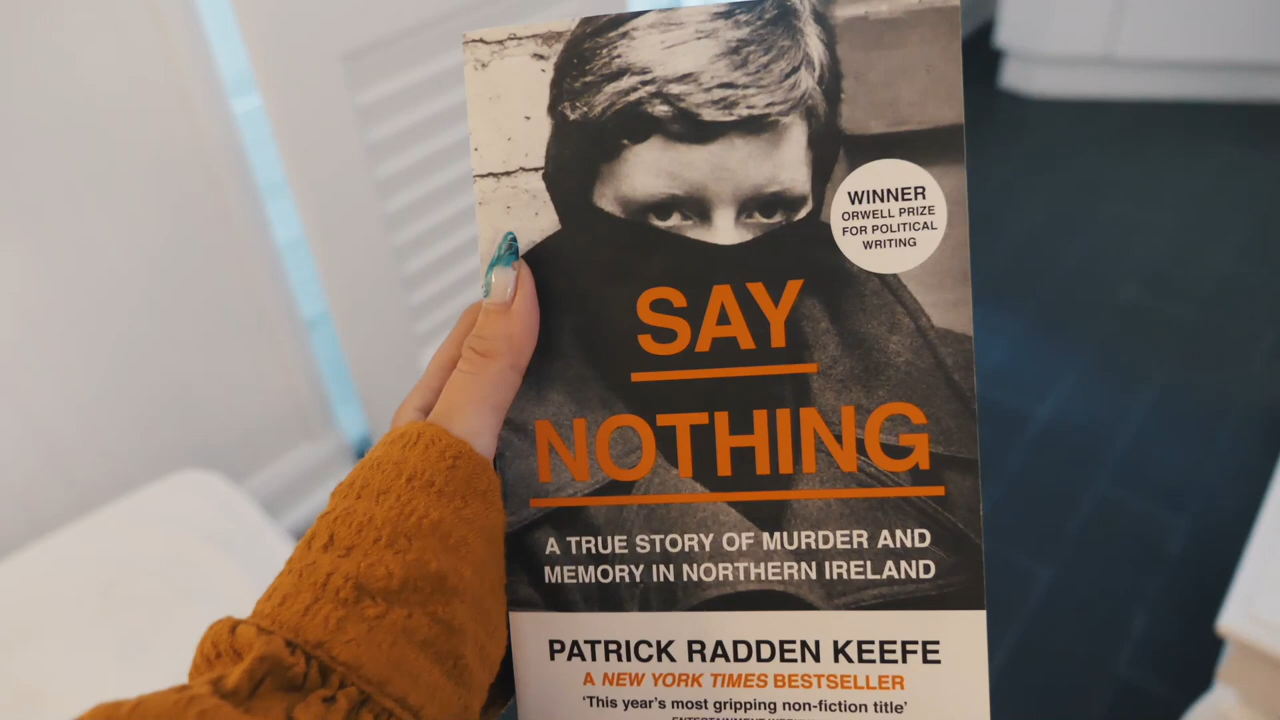 WINNER
ORWELL PRIZE
FOR POLITICAL
WRITING
SAY
NOTHING
A TRUE STORY OF MURDER AND
MEMORY IN NORTHERN IRELAND
PATRICK RADDEN KEEFE
A NEW YORK TIMES BESTSELLER
‘This year’s most gripping non-fiction title’